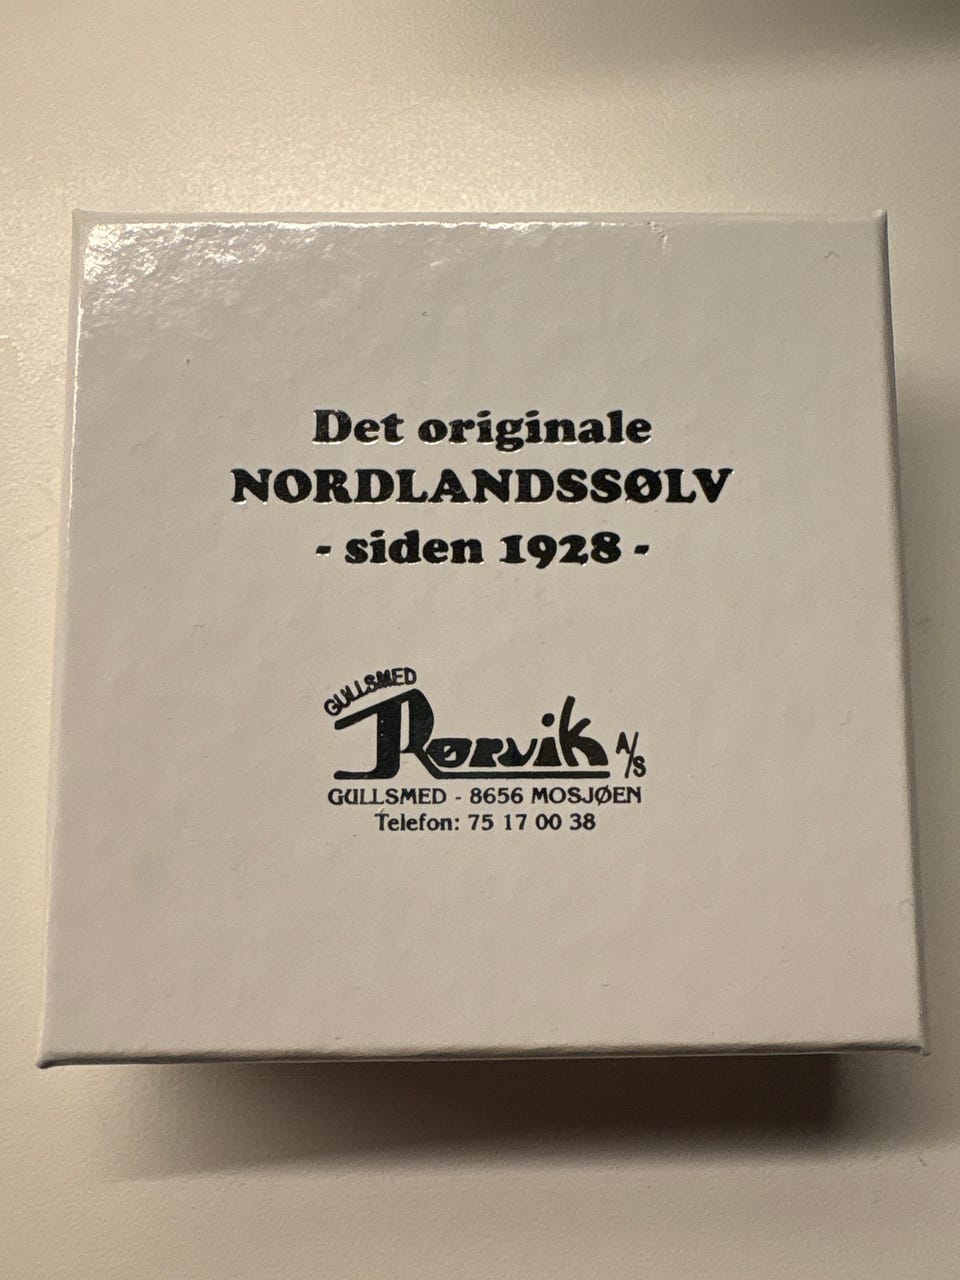 Det originale
NORDLANDSSØLV
- siden 1928 -
GULLSMED
Rørvik A/S
GULLSMED - 8656 MOSJØEN
Telefon: 75 17 00 38